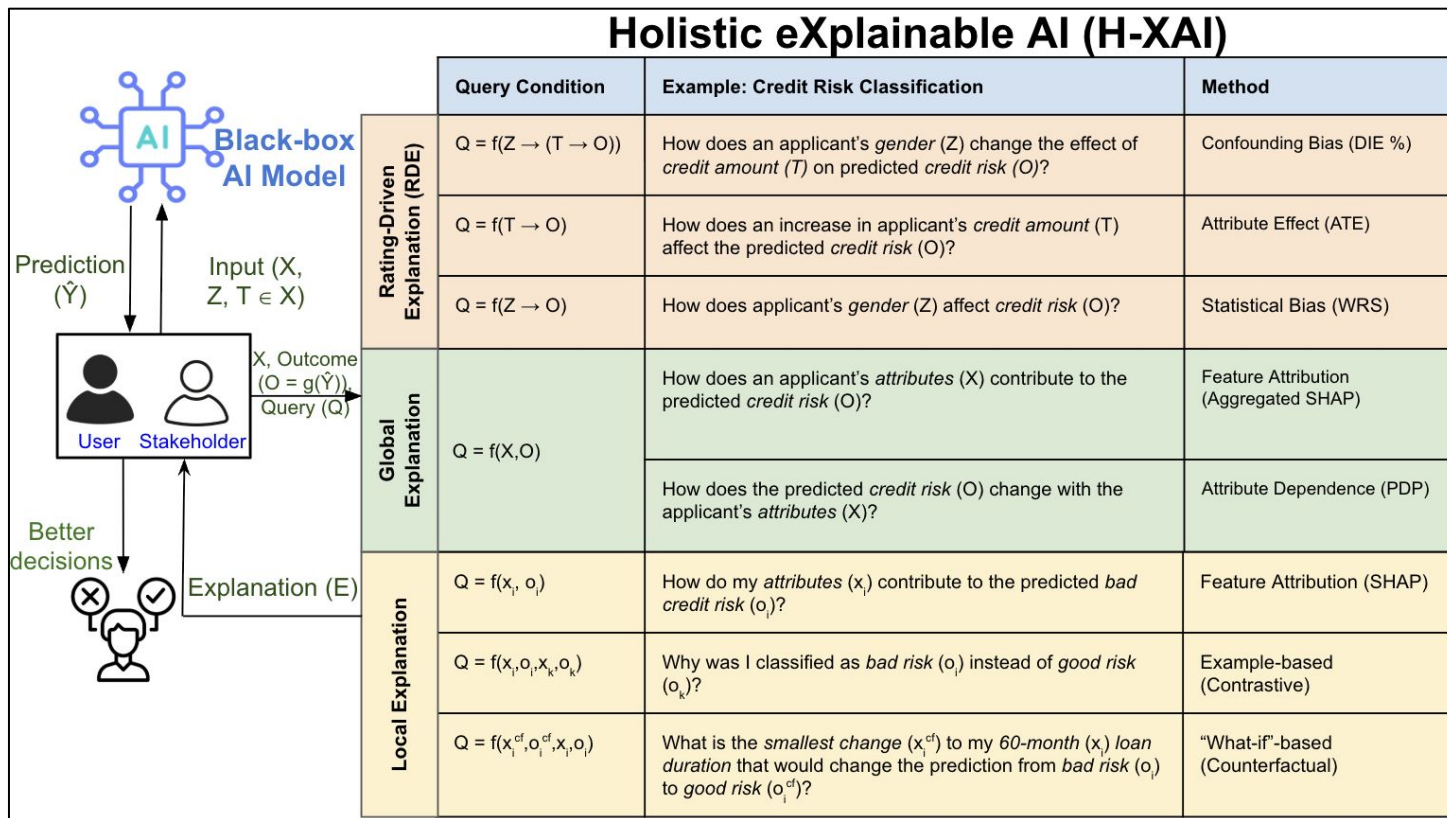 Holistic eXplainable AI (H-XAI)
AI
Black-box
AI Model
Prediction
(Ŷ)
Input (X,
Z, T ∈ X)
User Stakeholder
X, Outcome
(O = g(Ŷ)),
Query (Q)
Better
decisions
Explanation (E)
Query Condition
Example: Credit Risk Classification
Method
Rating-Driven
Explanation (RDE)
Q = f(Z → (T → O))
How does an applicant's gender (Z) change the effect of
credit amount (T) on predicted credit risk (O)?
Confounding Bias (DIE %)
Q = f(T → O)
How does an increase in applicant's credit amount (T)
affect the predicted credit risk (O)?
Attribute Effect (ATE)
Q = f(Z → O)
How does applicant's gender (Z) affect credit risk (O)?
Statistical Bias (WRS)
Global
Explanation
Q = f(X,O)
How does an applicant's attributes (X) contribute to the
predicted credit risk (O)?
Feature Attribution
(Aggregated SHAP)
How does the predicted credit risk (O) change with the
applicant's attributes (X)?
Attribute Dependence (PDP)
Local Explanation
Q = f(xᵢ, oᵢ)
How do my attributes (xᵢ) contribute to the predicted bad
credit risk (oᵢ)?
Feature Attribution (SHAP)
Q = f(xᵢ,oᵢ,xₖ,oₖ)
Why was I classified as bad risk (oᵢ) instead of good risk
(oₖ)?
Example-based
(Contrastive)
Q = f(xᵢᶜᶠ,oᵢᶜᶠ,xᵢ,oᵢ)
What is the smallest change (xᵢᶜᶠ) to my 60-month (xᵢ) loan
duration that would change the prediction from bad risk (oᵢ)
to good risk (oᵢᶜᶠ)?
“What-if”-based
(Counterfactual)